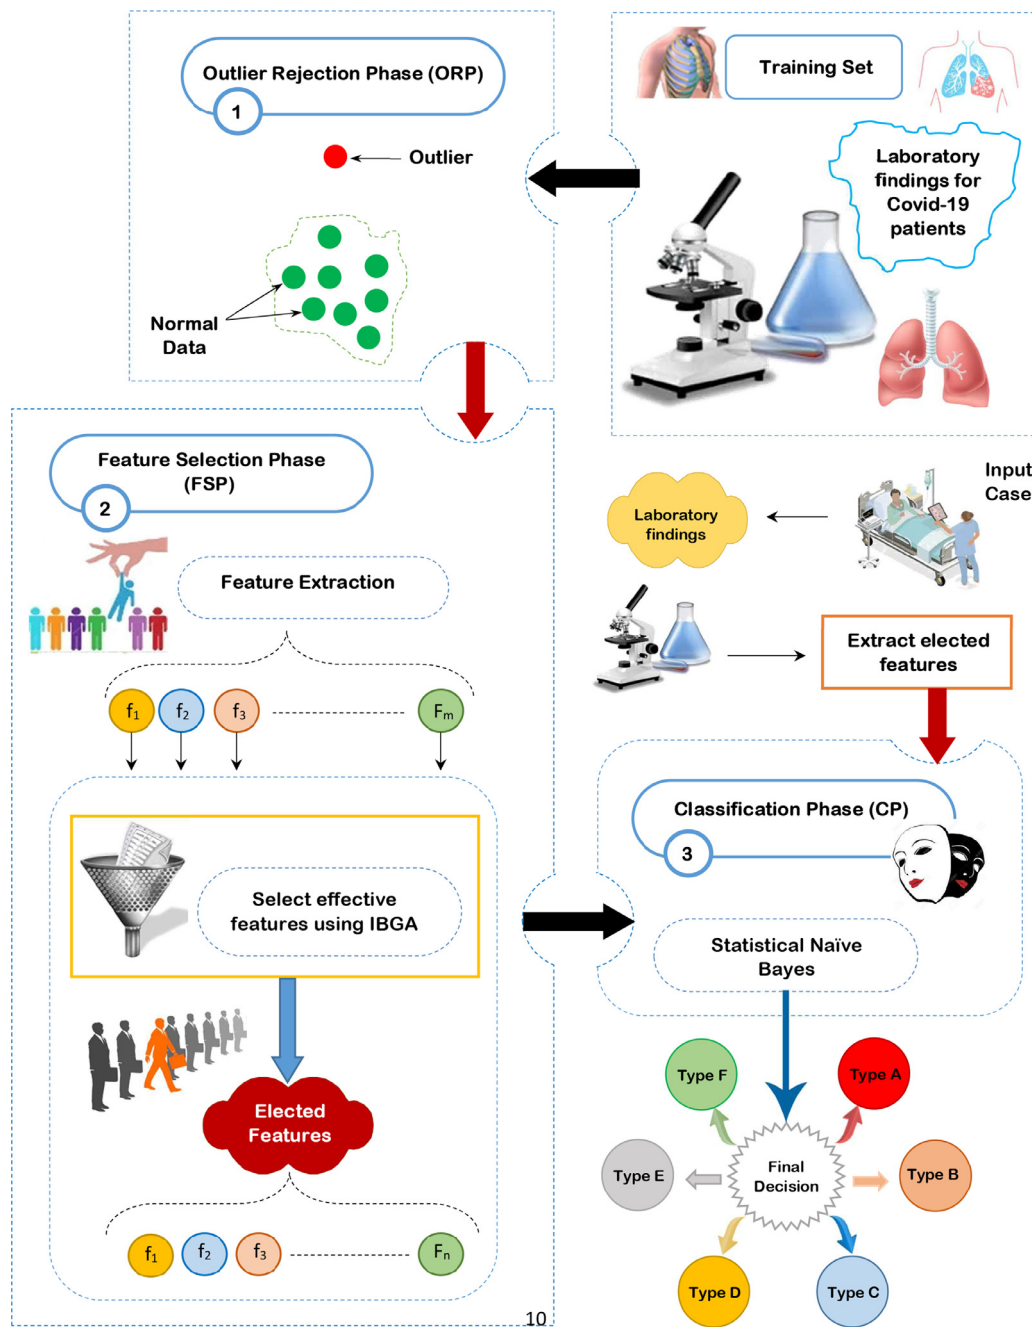 Outlier Rejection Phase (ORP)
1
Outlier
Normal
Data
Training Set
Laboratory
findings for
Covid-19
patients
Feature Selection Phase
(FSP)
2
Feature Extraction
f1
f2
f3
Fm
Select effective
features using IBGA
Elected
Features
f1
f2
f3
Fn
Input
Case
Laboratory
findings
Extract elected
features
Classification Phase (CP)
3
Statistical Naïve
Bayes
Final
Decision
Type A
Type B
Type C
Type D
Type E
Type F
10